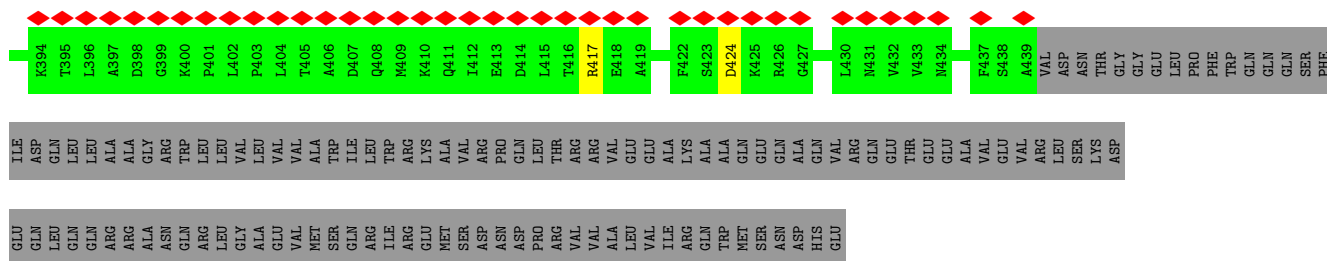 K394 T395 L396 A397 D398 G399 K400 P401 L402 P403 L404 T405 A406 D407 Q408 M409 K410 Q411 I412 E413 D414 L415 T416 R417 E418 A419 F422 S423 D424 K425 R426 G427 L430 N431 V432 V433 N434 F437 S438 A439 VAL ASP ASN THR GLY GLY GLU LEU PRO PHE TRP GLN GLN GLN SER PHE
ILE ASP GLN LEU LEU ALA ALA GLY ARG TRP LEU LEU VAL LEU VAL VAL ALA TRP ILE LEU TRP ARG LYS ALA VAL ARG PRO GLN LEU THR ARG ARG VAL GLU GLU ALA LYS ALA ALA GLN GLU GLN ALA GLN VAL ARG GLN GLU THR GLU GLU ALA VAL GLU VAL ARG LEU SER LYS ASP
GLU GLN LEU GLN GLN ARG ARG ALA ASN GLN ARG LEU GLY ALA GLU VAL MET SER GLN ARG ILE ARG GLU MET SER ASP ASN ASP PRO ARG VAL VAL ALA LEU VAL ILE ARG GLN TRP MET SER ASN ASP HIS GLU